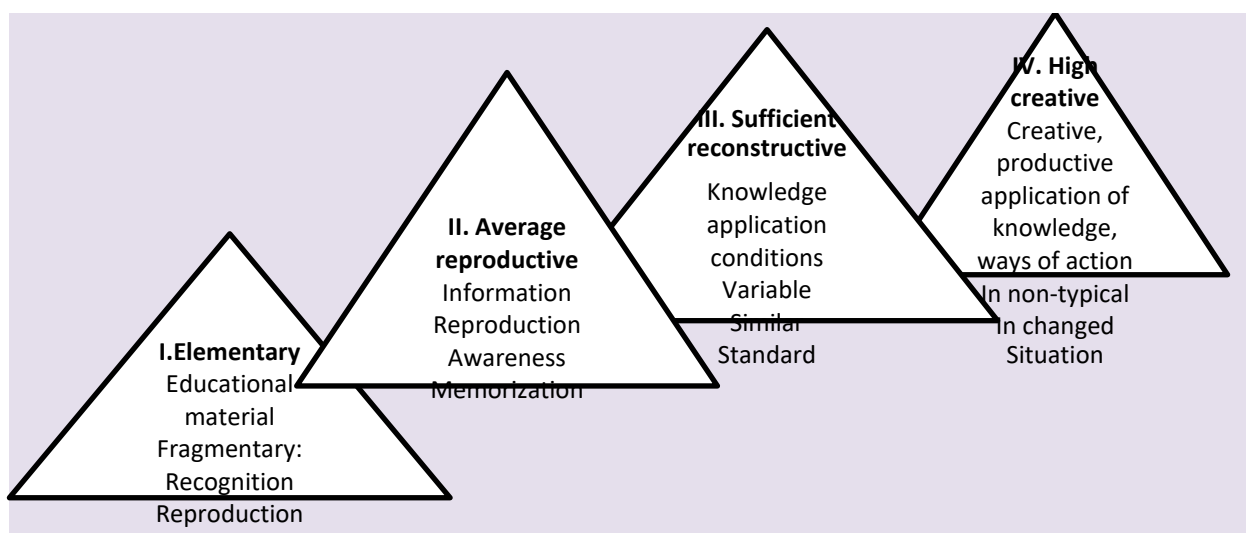 I.Elementary
Educational
material
Fragmentary:
Recognition
Reproduction
II. Average
reproductive
Information
Reproduction
Awareness
Memorization
III. Sufficient
reconstructive
Knowledge
application
conditions
Variable
Similar
Standard
IV. High
creative
Creative,
productive
application of
knowledge,
ways of action
In non-typical
In changed
Situation